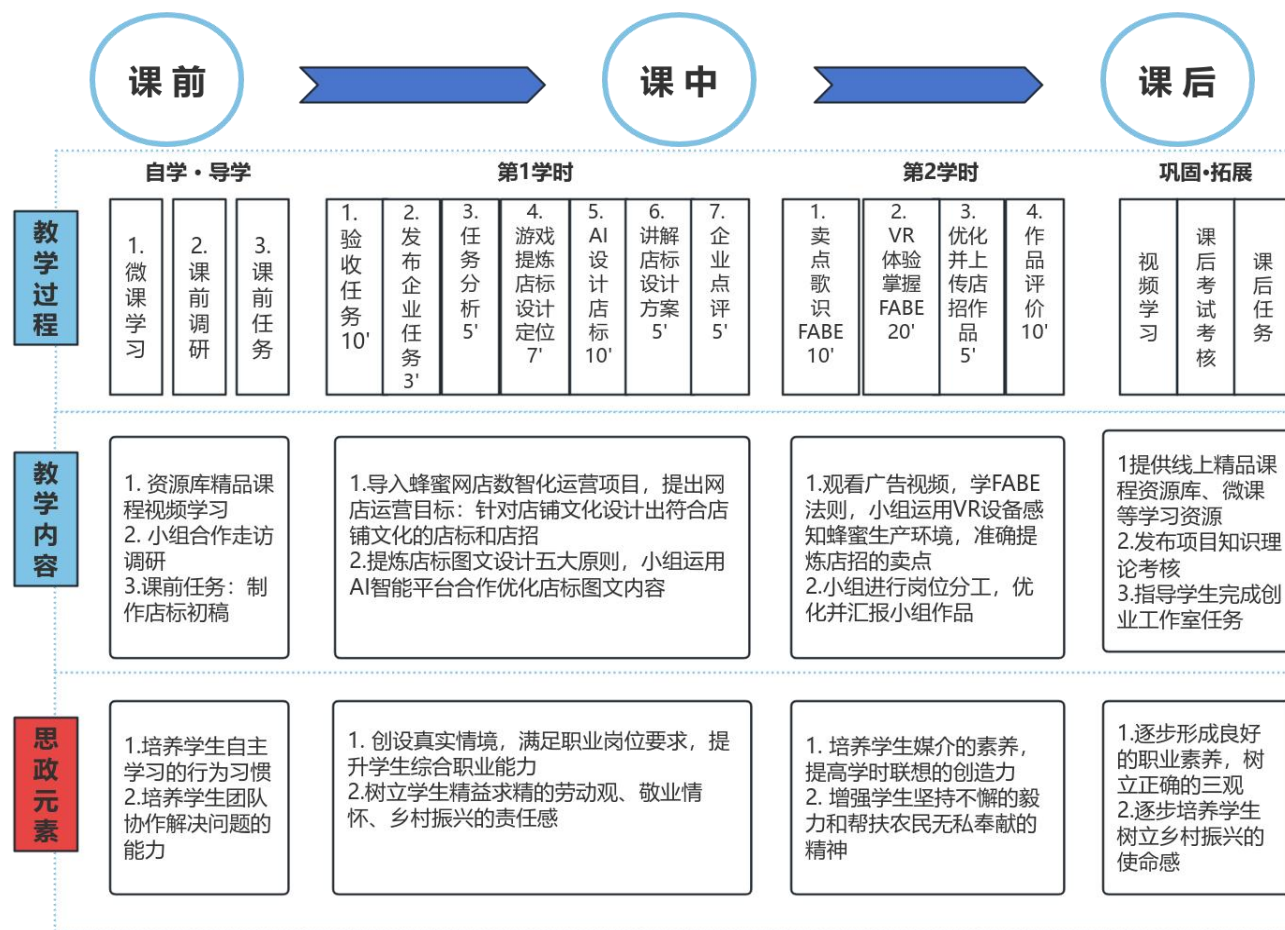 课前
课中
课后
自学·导学
第1学时
第2学时
巩固·拓展
教学过程
1.微课学习
2.课前调研
3.课前任务
1.验收任务10'
2.发布企业任务3'
3.任务分析5'
4.游戏提炼店标设计定位7'
5.AI设计店标10'
6.讲解店标设计方案5'
7.企业点评5'
1.卖点歌识FABE10'
2.VR体验掌握FABE20'
3.优化并上传店招作品5'
4.作品评价10'
视频学习
课后考试考核
课后任务
教学内容
1. 资源库精品课
程视频学习
2. 小组合作走访
调研
3.课前任务：制
作店标初稿
1.导入蜂蜜网店数智化运营项目，提出网
店运营目标：针对店铺文化设计出符合店
铺文化的店标和店招
2.提炼店标图文设计五大原则，小组运用
AI智能平台合作优化店标图文内容
1.观看广告视频，学FABE
法则，小组运用VR设备感
知蜂蜜生产环境，准确提
炼店招的卖点
2.小组进行岗位分工，优
化并汇报小组作品
1提供线上精品课
程资源库、微课
等学习资源
2.发布项目知识理
论考核
3.指导学生完成创
业工作室任务
思政元素
1.培养学生自主
学习的行为习惯
2.培养学生团队
协作解决问题的
能力
1. 创设真实情境，满足职业岗位要求，提
升学生综合职业能力
2.树立学生精益求精的劳动观、敬业情
怀、乡村振兴的责任感
1. 培养学生媒介的素养，
提高学时联想的创造力
2. 增强学生坚持不懈的毅
力和帮扶农民无私奉献的
精神
1.逐步形成良好
的职业素养，树
立正确的三观
2.逐步培养学生
树立乡村振兴的
使命感